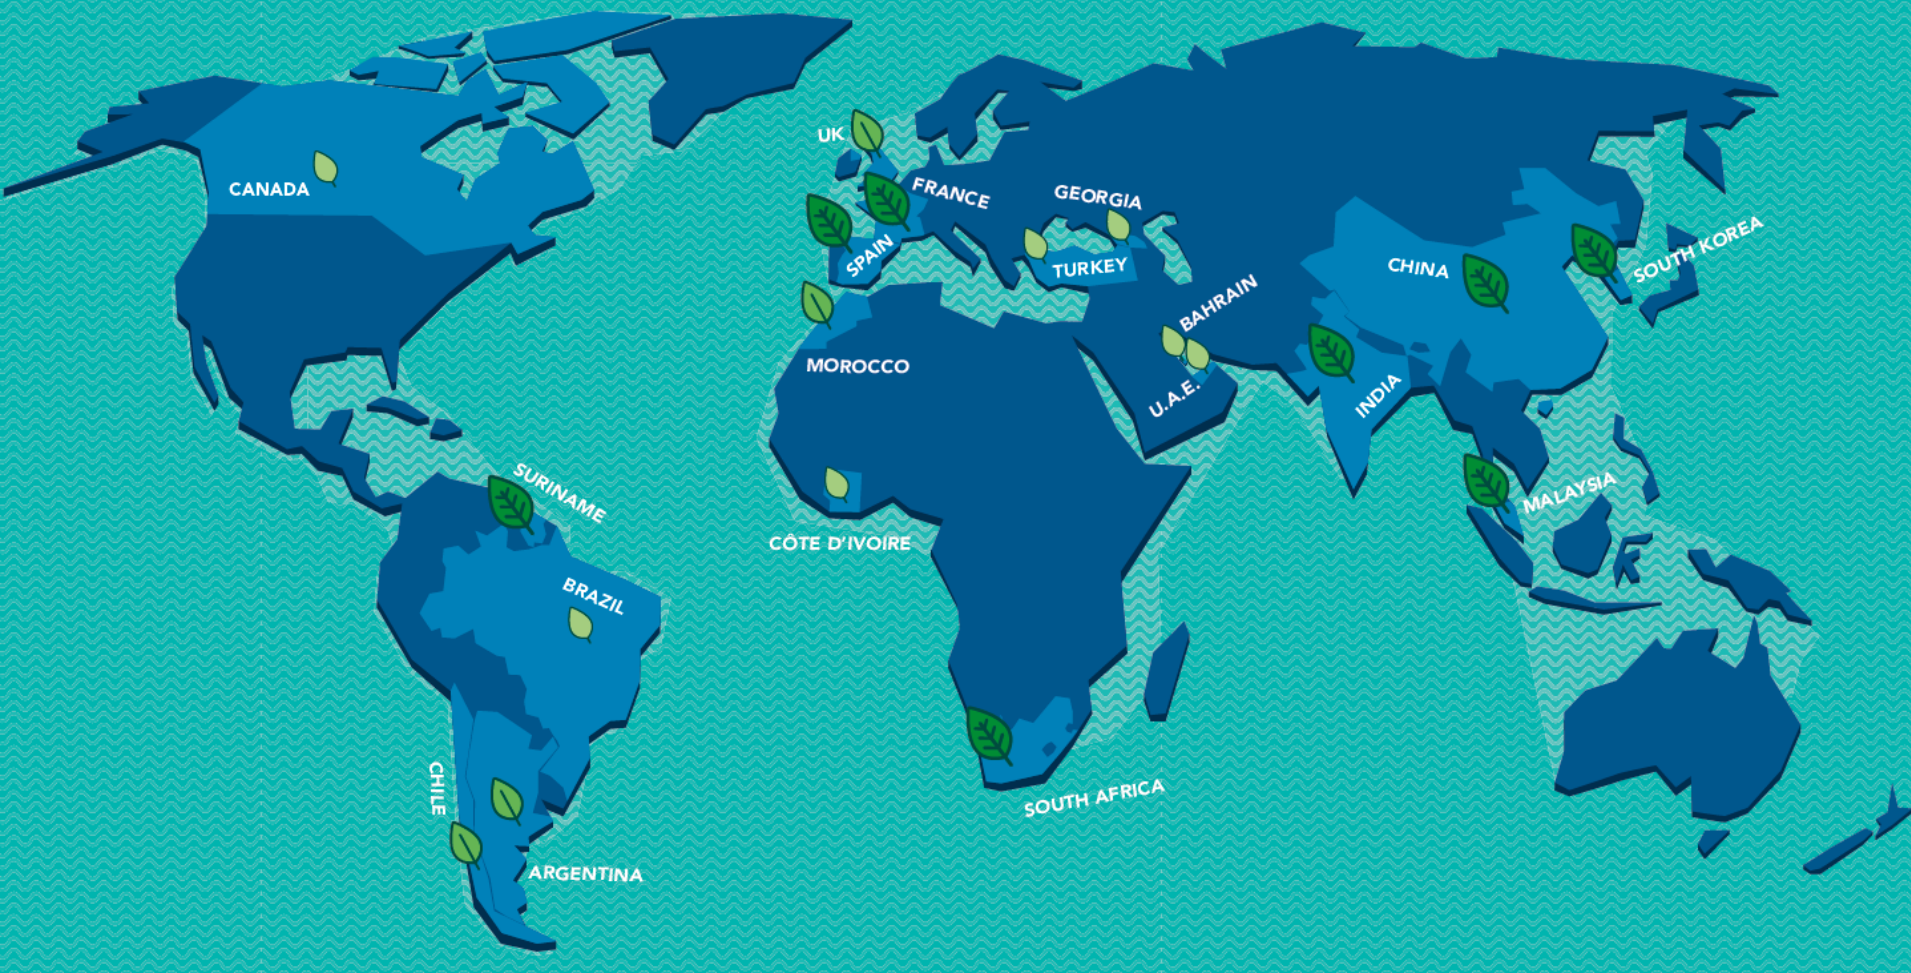 UK
CANADA
FRANCE
GEORGIA
SPAIN
TURKEY
CHINA
SOUTH KOREA
BAHRAIN
MOROCCO
U.A.E.
INDIA
SURINAME
MALAYSIA
CÔTE D'IVOIRE
BRAZIL
CHILE
SOUTH AFRICA
ARGENTINA